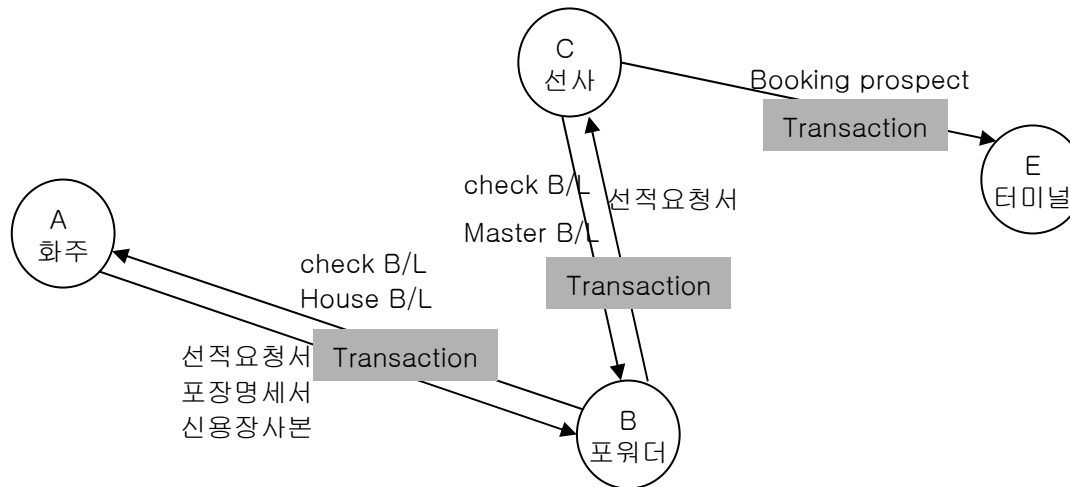 C
선사
Booking prospect
Transaction
E
터미널
check B/L
선적요청서
Master B/L
A
화주
check B/L
House B/L
Transaction
선적요청서
Transaction
포장명세서
신용장사본
B
포워더